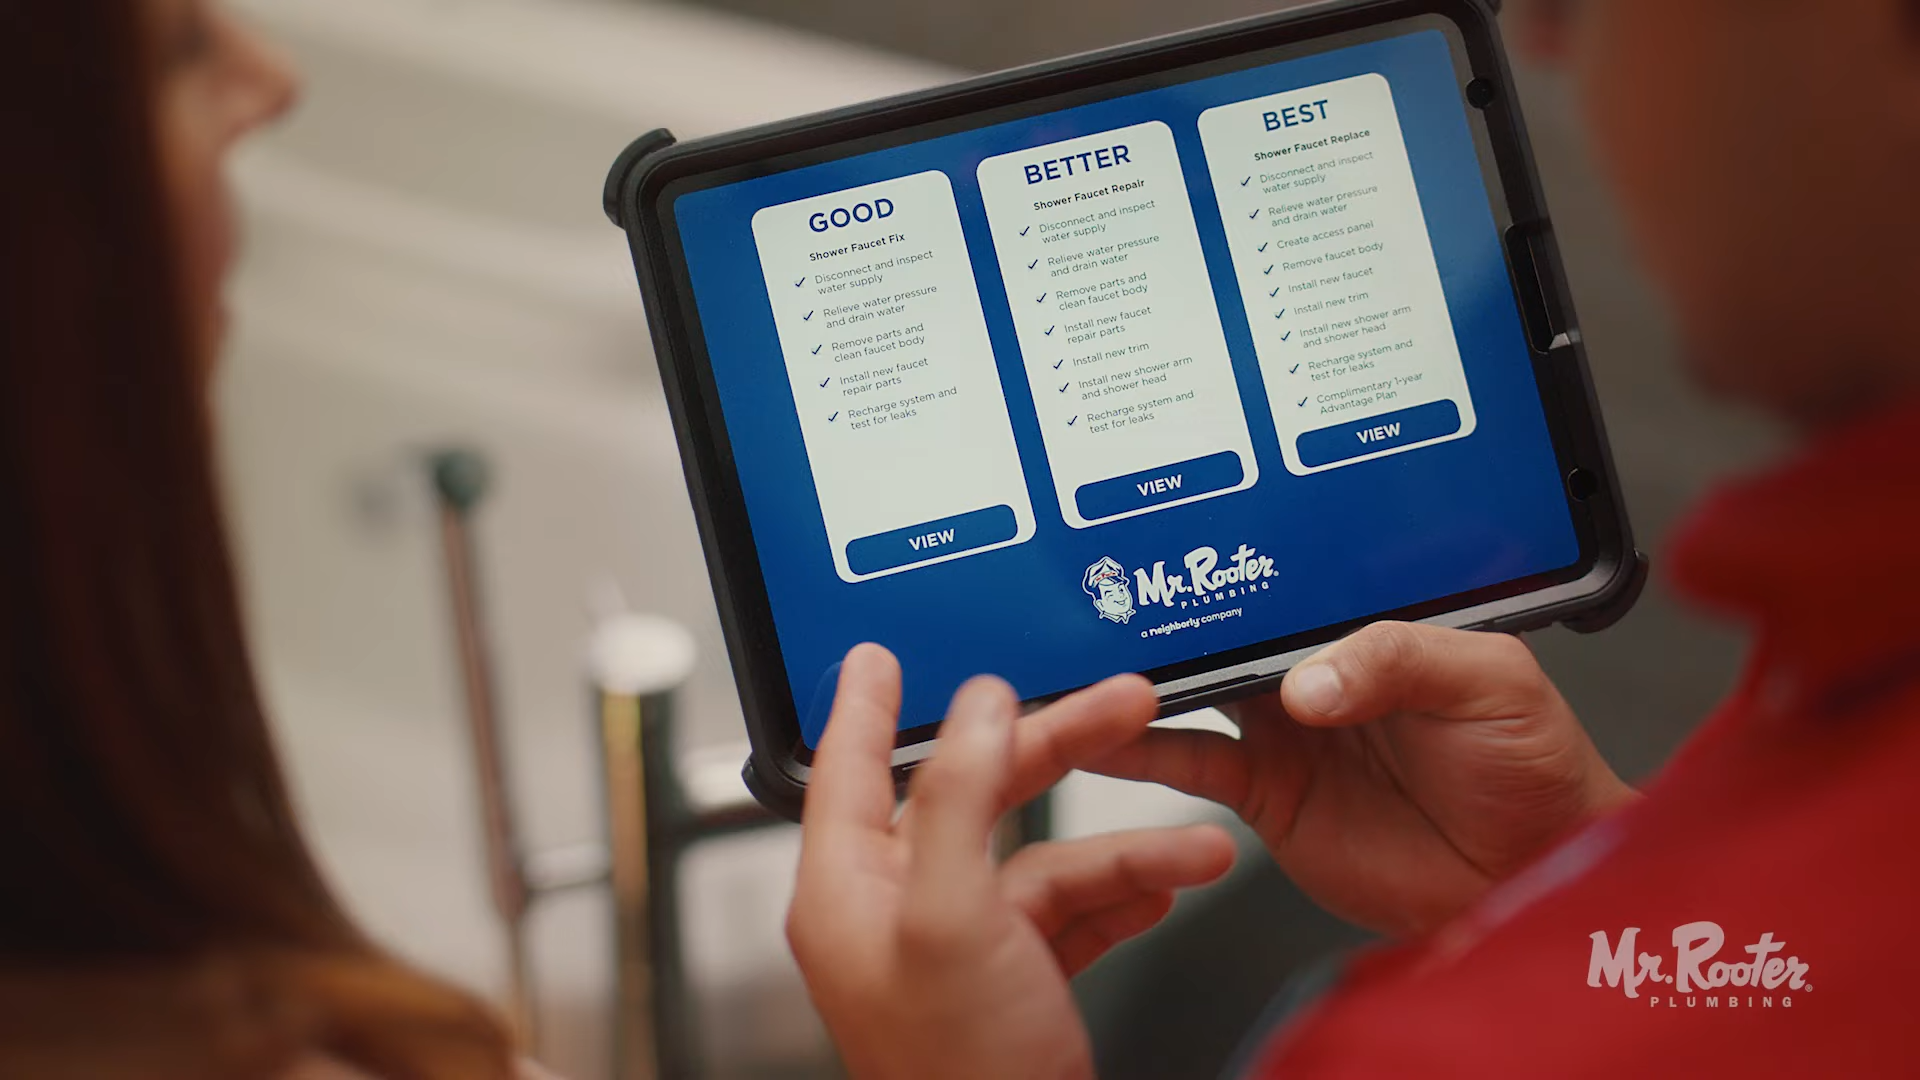 GOOD
Shower Faucet Fix
✓ Disconnect and inspect
water supply
✓ Relieve water pressure
and drain water
✓ Remove parts and
clean faucet body
✓ Install new faucet
repair parts
✓ Recharge system and
test for leaks
VIEW
BETTER
Shower Faucet Repair
✓ Disconnect and inspect
water supply
✓ Relieve water pressure
and drain water
✓ Remove parts and
clean faucet body
✓ Install new faucet
repair parts
✓ Install new trim
✓ Install new shower arm
and shower head
✓ Recharge system and
test for leaks
VIEW
BEST
Shower Faucet Replace
✓ Disconnect and inspect
water supply
✓ Relieve water pressure
and drain water
✓ Create access panel
✓ Remove faucet body
✓ Install new faucet
✓ Install new trim
✓ Install new shower arm
and shower head
✓ Recharge system and
test for leaks
✓ Complimentary 1-year
Advantage Plan
VIEW
Mr. Rooter®
PLUMBING
a neighborly company
Mr. Rooter®
PLUMBING